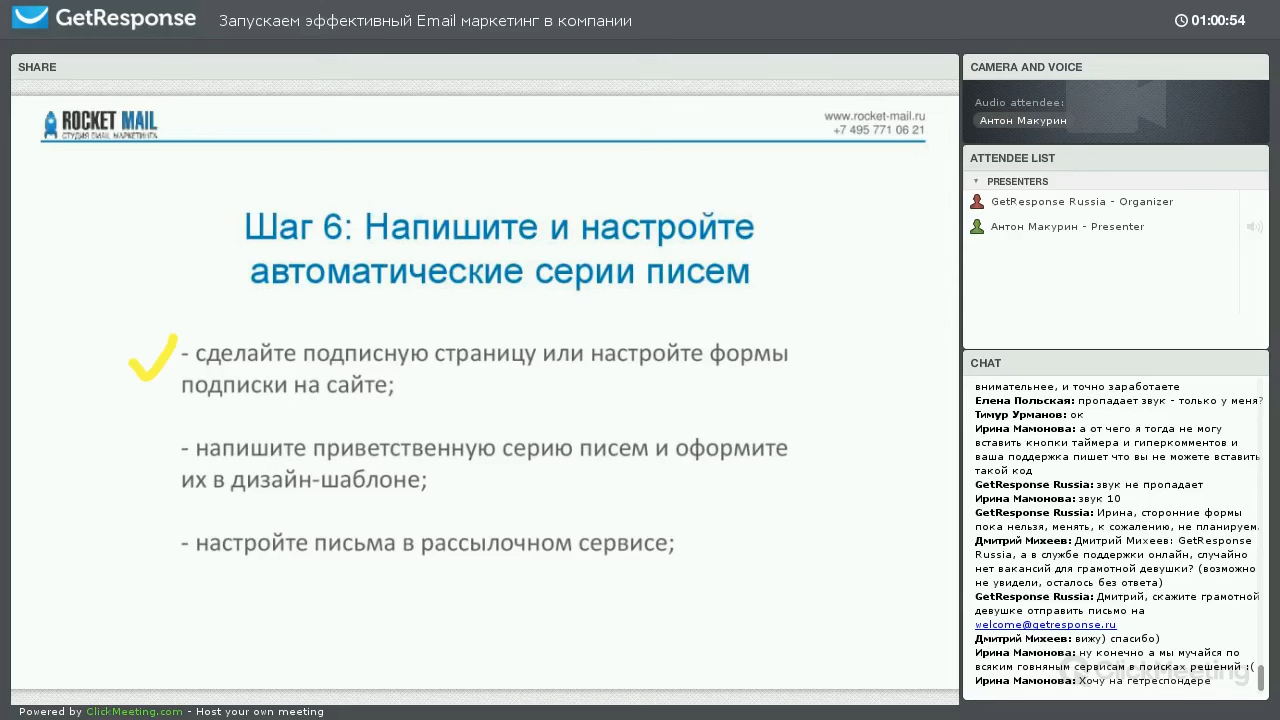 GetResponse
Запускаем эффективный Email маркетинг в компании
01:00:54
SHARE
ROCKET MAIL
СТУДИЯ EMAIL МАРКЕТИНГА
www.rocket-mail.ru
+7 495 771 06 21
Шаг 6: Напишите и настройте
автоматические серии писем
- сделайте подписную страницу или настройте формы
подписки на сайте;
- напишите приветственную серию писем и оформите
их в дизайн-шаблоне;
- настройте письма в рассылочном сервисе;
CAMERA AND VOICE
Audio attendee:
Антон Макурин
ATTENDEE LIST
PRESENTERS
GetResponse Russia - Organizer
Антон Макурин - Presenter
CHAT
внимательнее, и точно заработаете
Елена Польская: пропадает звук - только у меня?
Тимур Урманов: ок
Ирина Мамонова: а от чего я тогда не могу
вставить кнопки таймера и гиперкомментов и
ваша поддержка пишет что вы не можете вставить
такой код
GetResponse Russia: звук не пропадает
Ирина Мамонова: звук 10
GetResponse Russia: Ирина, сторонние формы
пока нельзя, менять, к сожалению, не планируем.
Дмитрий Михеев: Дмитрий Михеев: GetResponse
Russia, а в службе поддержки онлайн, случайно
нет вакансий для грамотной девушки? (возможно
не увидели, осталось без ответа)
GetResponse Russia: Дмитрий, скажите грамотной
девушке отправить письмо на
welcome@getresponse.ru
Дмитрий Михеев: вижу) спасибо)
Ирина Мамонова: ну конечно а мы мучайся по
всяким говняным сервисам в поисках решений :(
Ирина Мамонова: Хочу на гетреспондере
ClickMeeting
Powered by ClickMeeting.com - Host your own meeting